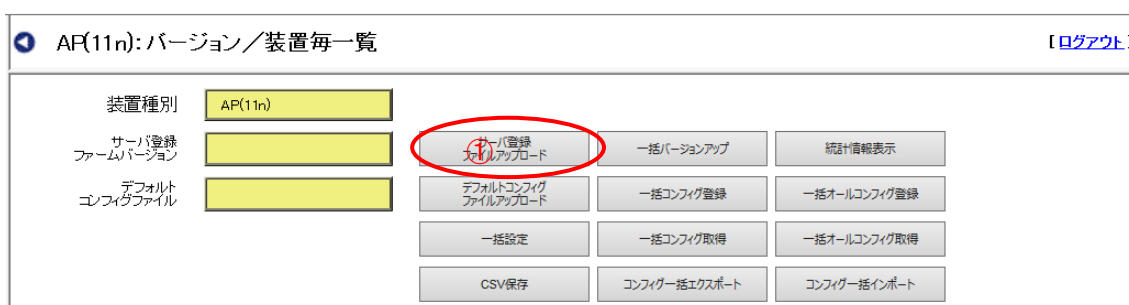 AP(11n):バージョン／装置毎一覧
[ログアウト]
装置種別
AP(11n)
サーバ登録
ファームバージョン
①
サーバ登録
ファイルアップロード
一括バージョンアップ
統計情報表示
デフォルト
コンフィグファイル
デフォルトコンフィグ
ファイルアップロード
一括コンフィグ登録
一括オールコンフィグ登録
一括設定
一括コンフィグ取得
一括オールコンフィグ取得
CSV保存
コンフィグ一括エクスポート
コンフィグ一括インポート